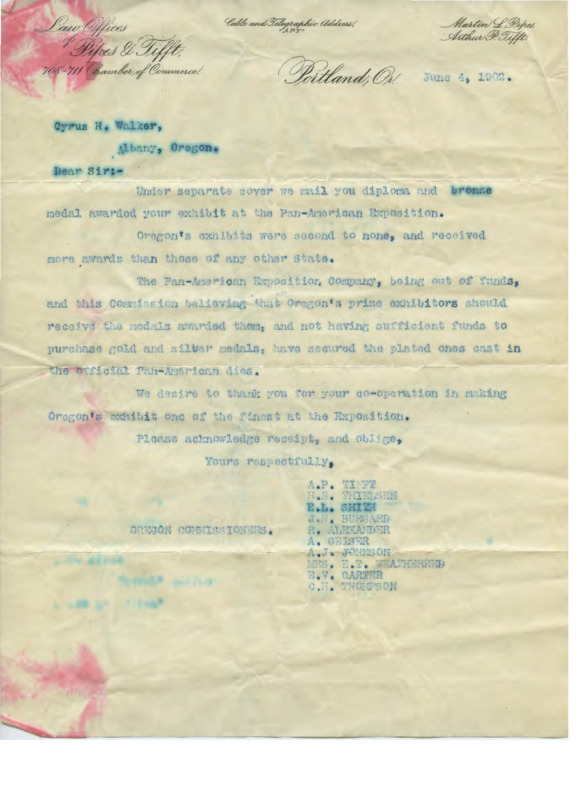 Law Offices
of
Pipes & Tifft.
708-711 Chamber of Commerce
Cable and Telegraphic Address:
Martin L. Pipes.
Arthur P. Tifft.
Portland, Or. June 4, 1902.
Cyrus H. Walker,
Albany, Oregon.
Dear Sir:-
Under separate cover we mail you diploma and bronze
medal awarded your exhibit at the Pan-American Exposition.
Oregon's exhibits were second to none, and received
more awards than those of any other State.
The Pan-American Exposition Company, being out of funds,
and this Commission believing that Oregon's prize exhibitors should
receive the medals awarded them, and not having sufficient funds to
purchase gold and silver medals, have secured the plated ones cast in
the official Pan-American dies.
We desire to thank you for your co-operation in making
Oregon's exhibit one of the finest at the Exposition.
Please acknowledge receipt, and oblige,
Yours respectfully,
A.P. TIFFT
THIELSEN
E.L. SMITH
OREGON COMMISSIONERS.
R. ALEXANDER
A. GEISER
A.J. JOHNSON
MRS. E.T. WEATHERRED
E.V. CARTER
C.H. THOMPSON